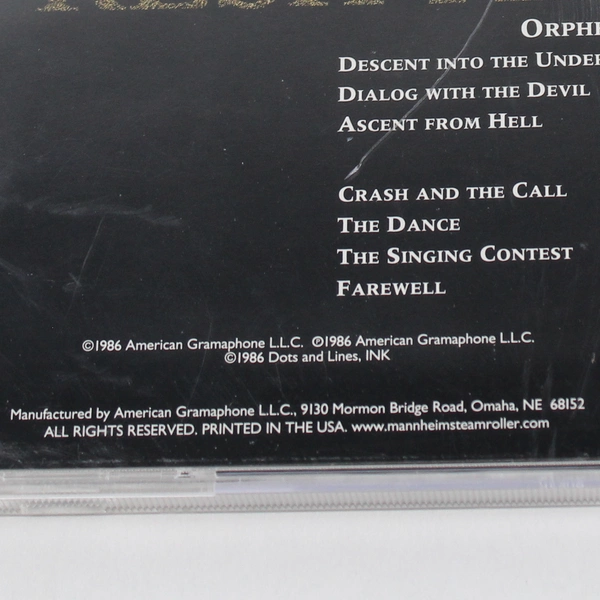 ORPHE
DESCENT INTO THE UNDER
DIALOG WITH THE DEVIL
ASCENT FROM HELL
CRASH AND THE CALL
THE DANCE
THE SINGING CONTEST
FAREWELL
©1986 American Gramaphone L.L.C. ℗1986 American Gramaphone L.L.C.
©1986 Dots and Lines, INK
Manufactured by American Gramaphone L.L.C., 9130 Mormon Bridge Road, Omaha, NE 68152
ALL RIGHTS RESERVED. PRINTED IN THE USA. www.mannheimsteamroller.com